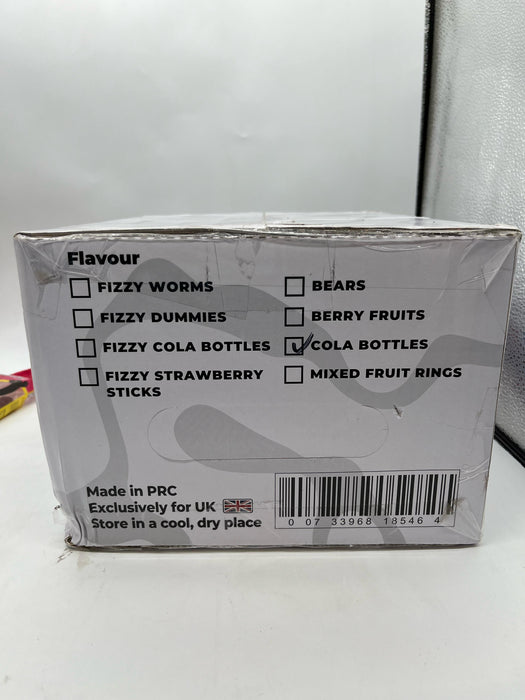 Flavour
FIZZY WORMS
FIZZY DUMMIES
FIZZY COLA BOTTLES
FIZZY STRAWBERRY
STICKS
BEARS
BERRY FRUITS
COLA BOTTLES
MIXED FRUIT RINGS
Made in PRC
Exclusively for UK
Store in a cool, dry place
0 07 33968 18546 4